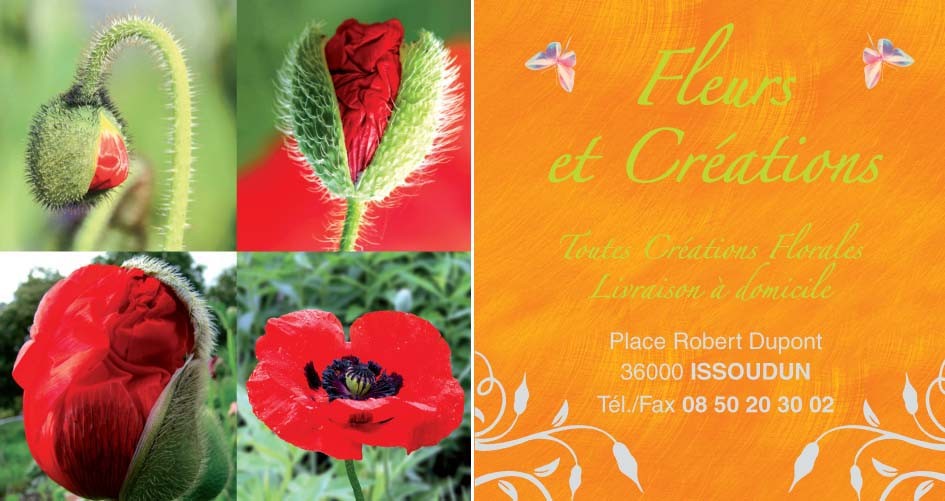 Fleurs
et Créations
Toutes Créations Florales
Livraison à domicile
Place Robert Dupont
36000 ISSOUDUN
Tél./Fax 08 50 20 30 02